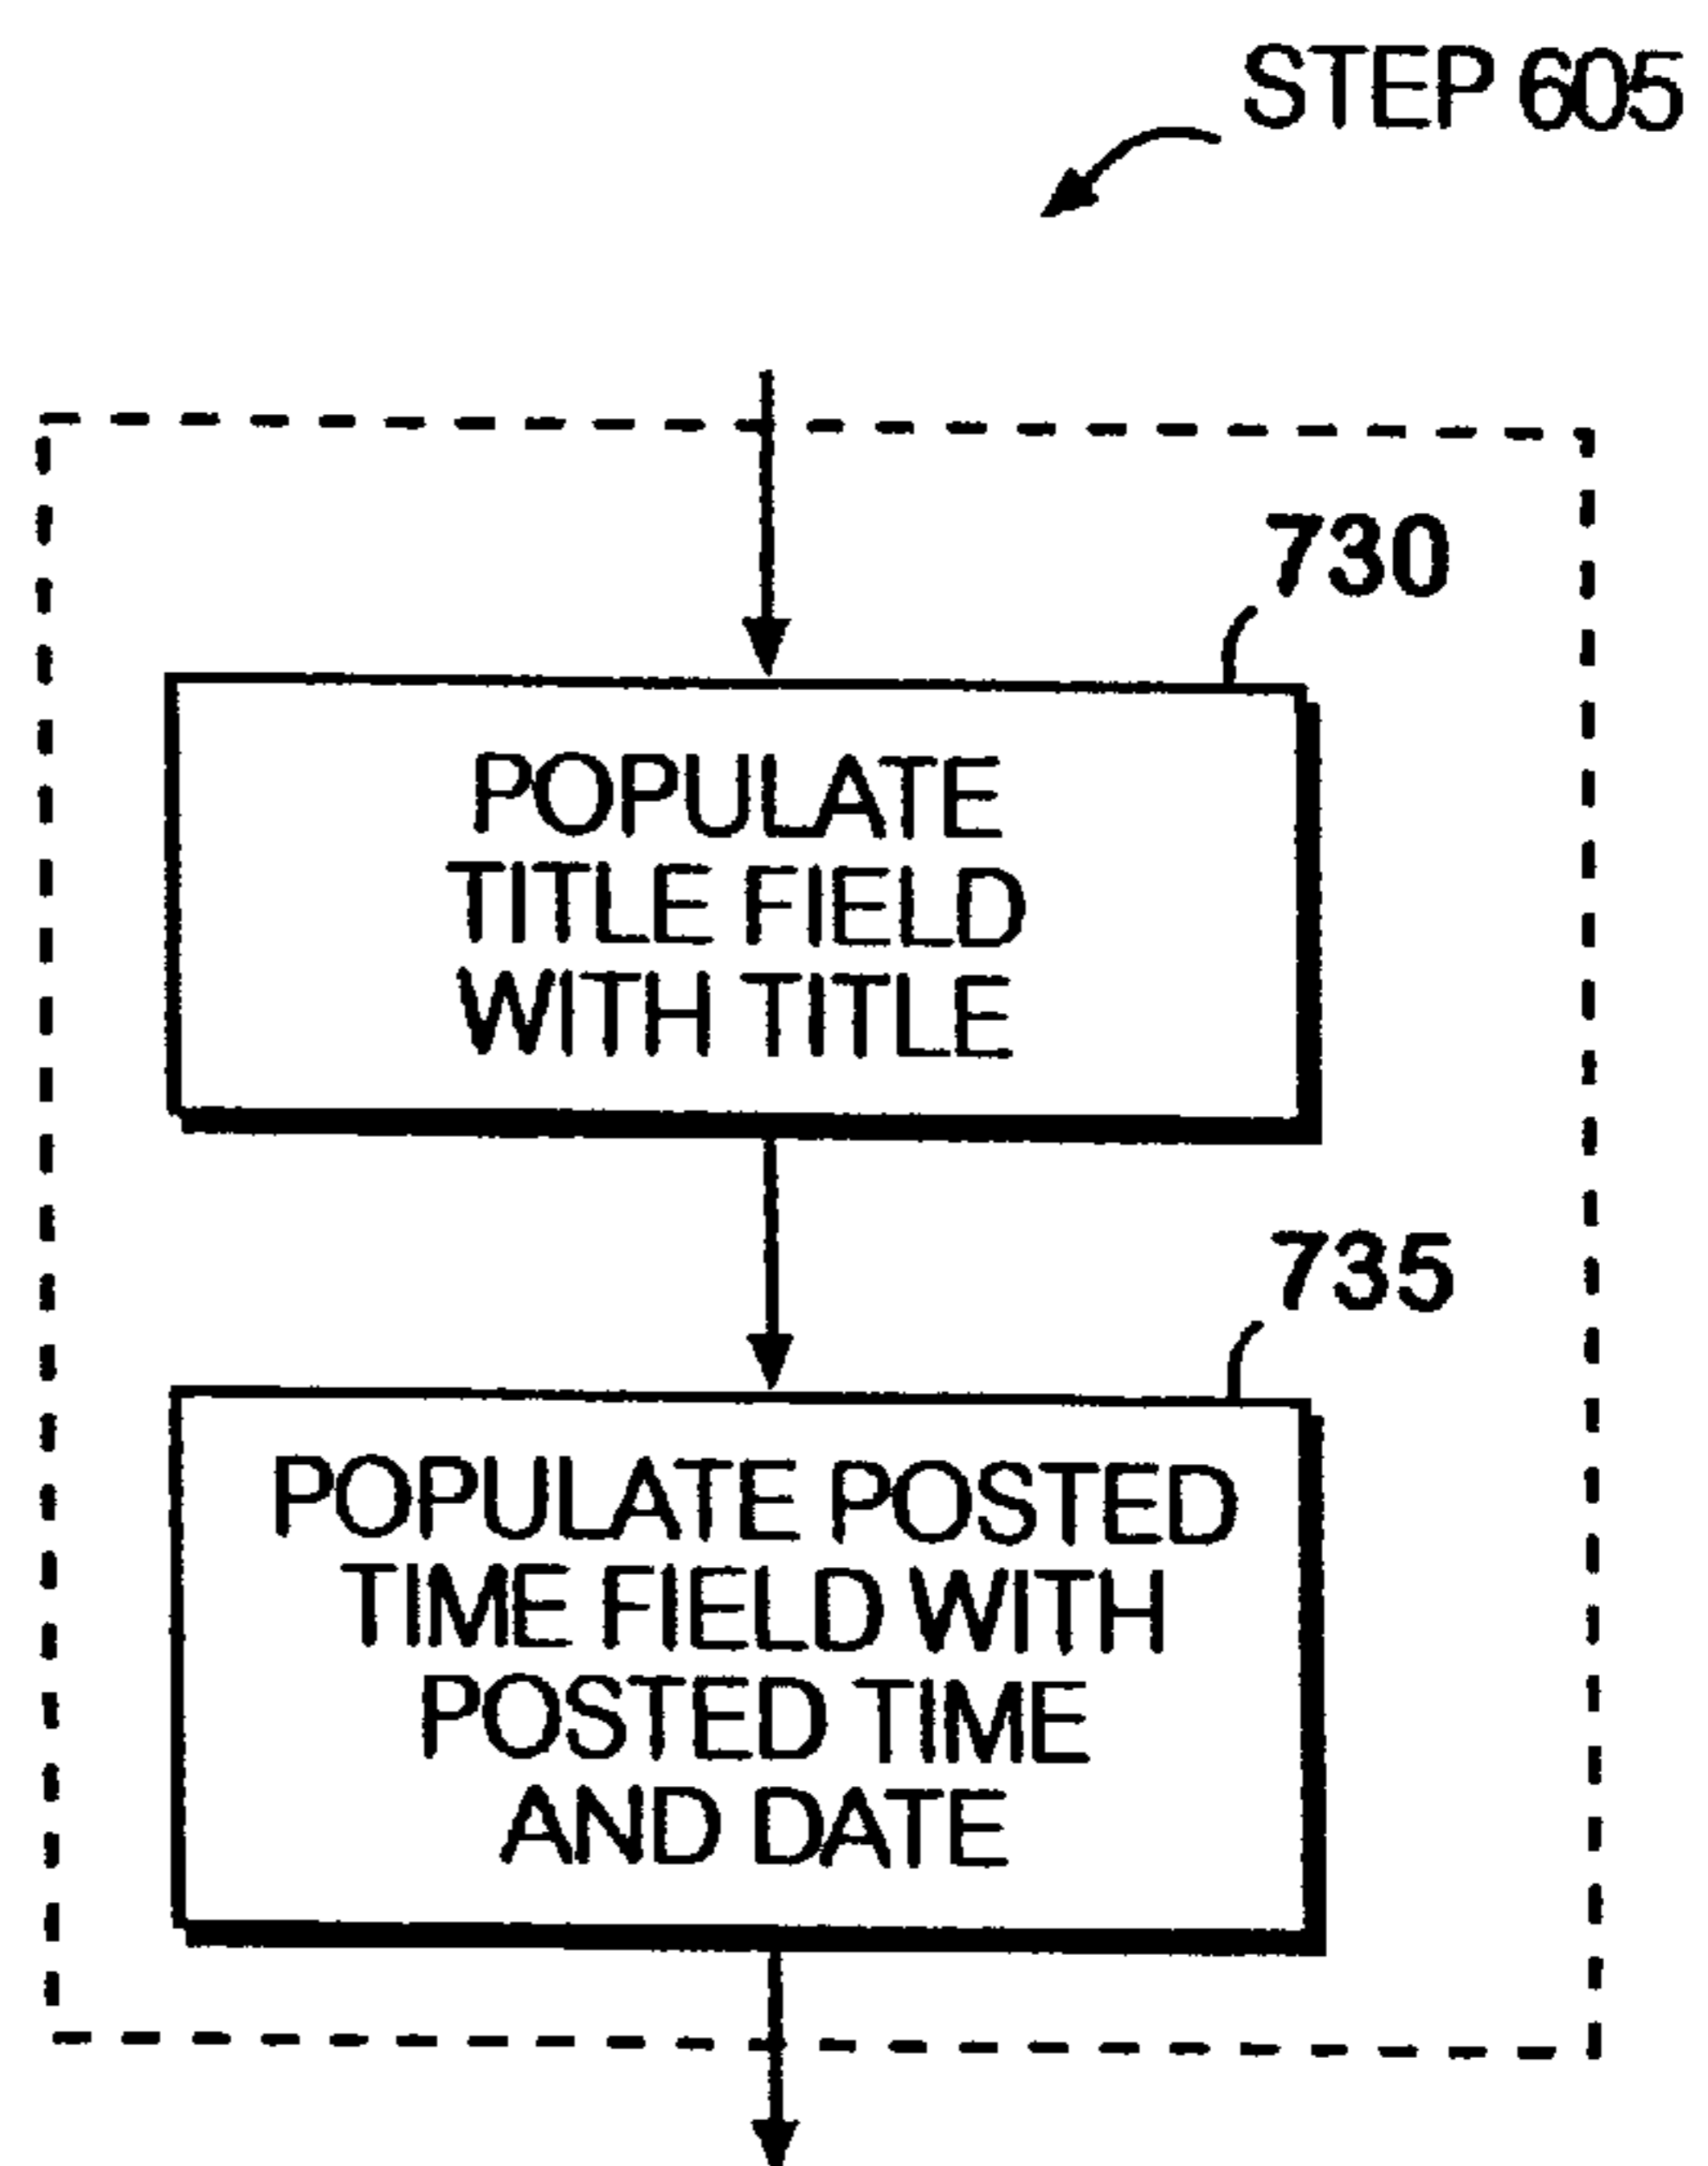 STEP 605
730
POPULATE
TITLE FIELD
WITH TITLE
735
POPULATE POSTED
TIME FIELD WITH
POSTED TIME
AND DATE